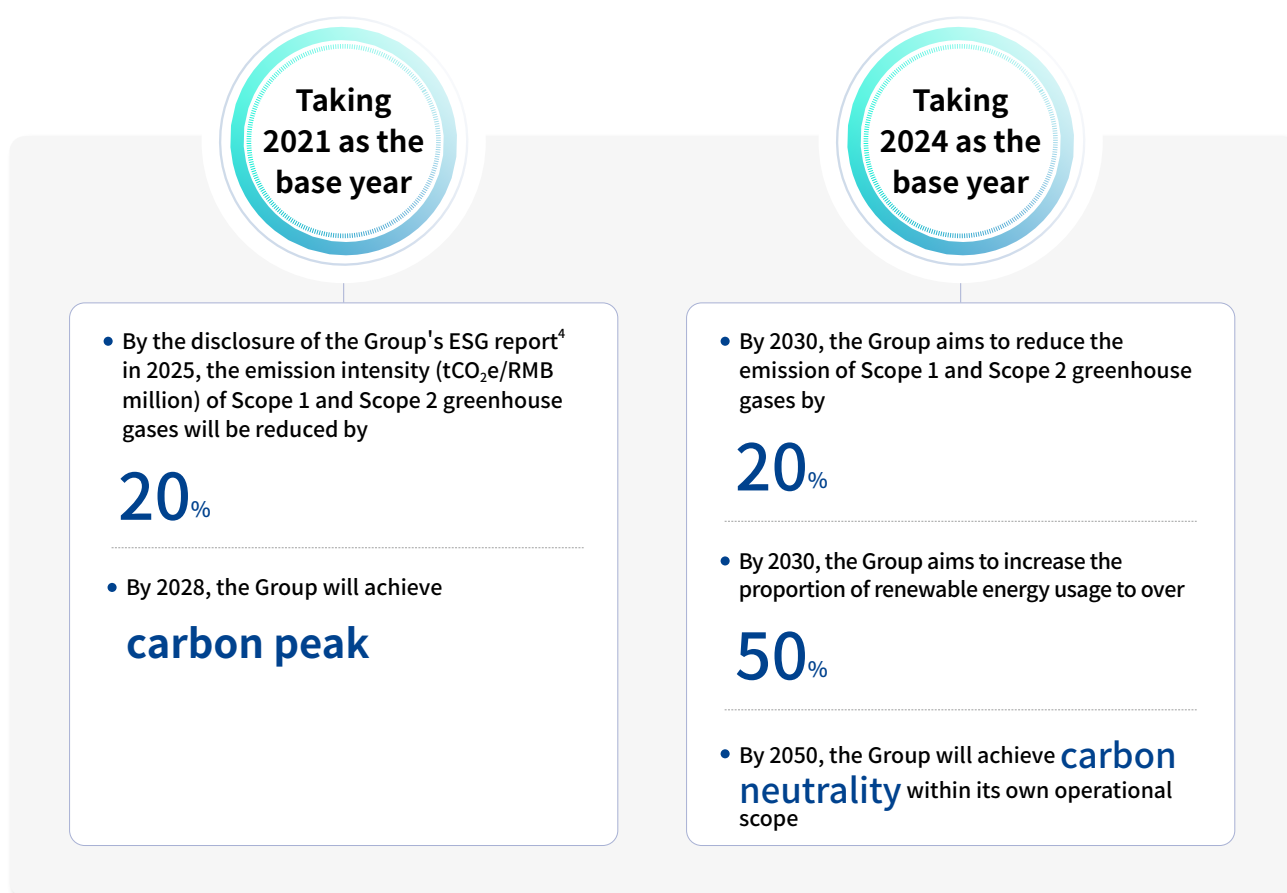 Taking
2021 as the
base year
• By the disclosure of the Group's ESG report⁴
in 2025, the emission intensity (tCO₂e/RMB
million) of Scope 1 and Scope 2 greenhouse
gases will be reduced by
20%
• By 2028, the Group will achieve
carbon peak
Taking
2024 as the
base year
• By 2030, the Group aims to reduce the
emission of Scope 1 and Scope 2 greenhouse
gases by
20%
• By 2030, the Group aims to increase the
proportion of renewable energy usage to over
50%
• By 2050, the Group will achieve carbon
neutrality within its own operational
scope